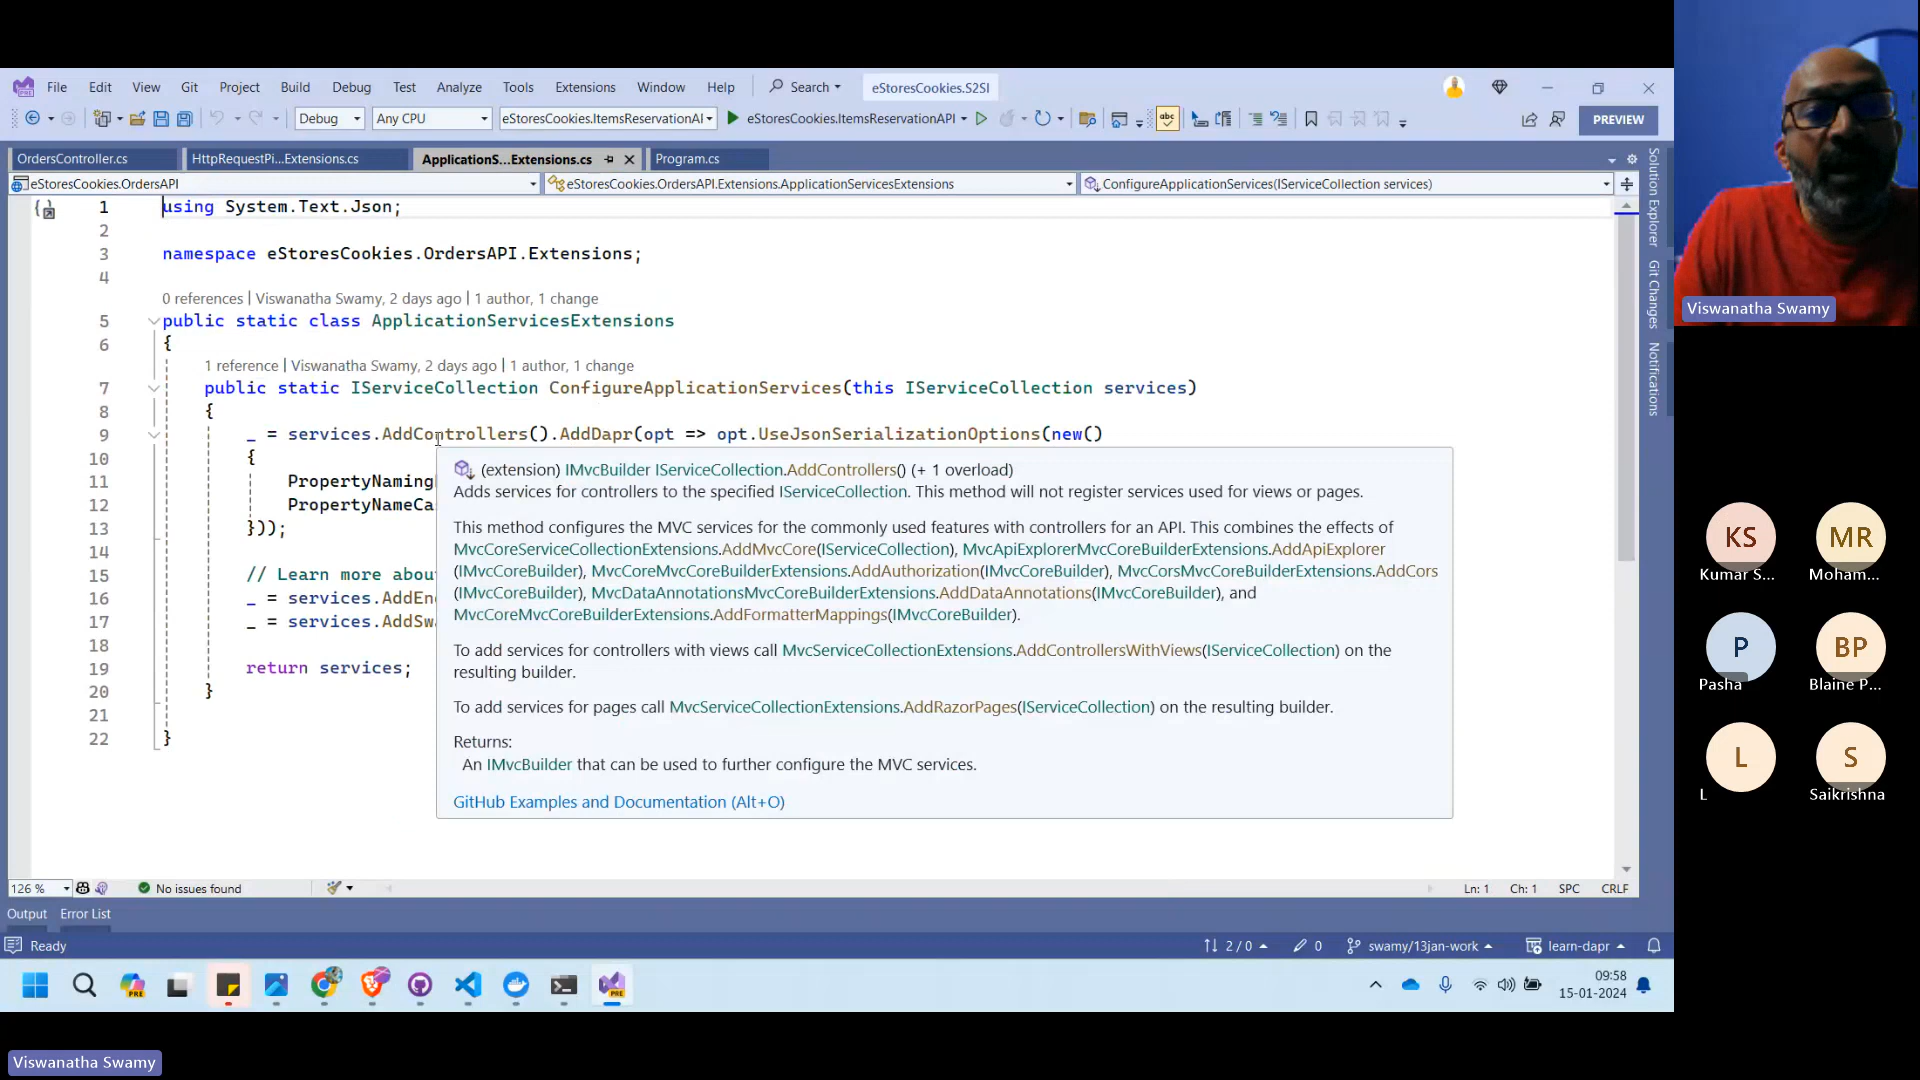 File Edit View Git Project Build Debug Test Tools Analyze Extensions Window Help Search eStoresCookies.S2SI
Debug Any CPU eStoresCookies.ItemsReservationAI eStoresCookies.ItemsReservationAPI PREVIEW
OrdersController.cs HttpRequestPi...Extensions.cs ApplicationS...Extensions.cs Program.cs
eStoresCookies.OrdersAPI eStoresCookies.OrdersAPI.Extensions.ApplicationServicesExtensions ConfigureApplicationServices(IServiceCollection services)
1 using System.Text.Json;
2
3 namespace eStoresCookies.OrdersAPI.Extensions;
4
0 references | Viswanatha Swamy, 2 days ago | 1 author, 1 change
5 public static class ApplicationServicesExtensions
6 {
1 reference | Viswanatha Swamy, 2 days ago | 1 author, 1 change
7 public static IServiceCollection ConfigureApplicationServices(this IServiceCollection services)
8 {
9 _ = services.AddControllers().AddDapr(opt => opt.UseJsonSerializationOptions(new()
10 {
11 PropertyNaming
12 PropertyNameCa
13 }));
14
15 // Learn more abou
16 _ = services.AddEn
17 _ = services.AddSw
18
19 return services;
20 }
21
22 }
(extension) IMvcBuilder IServiceCollection.AddControllers() (+ 1 overload)
Adds services for controllers to the specified IServiceCollection. This method will not register services used for views or pages.
This method configures the MVC services for the commonly used features with controllers for an API. This combines the effects of
MvcCoreServiceCollectionExtensions.AddMvcCore(IServiceCollection), MvcApiExplorerMvcCoreBuilderExtensions.AddApiExplorer
(IMvcCoreBuilder), MvcCoreMvcCoreBuilderExtensions.AddAuthorization(IMvcCoreBuilder), MvcCorsMvcCoreBuilderExtensions.AddCors
(IMvcCoreBuilder), MvcDataAnnotationsMvcCoreBuilderExtensions.AddDataAnnotations(IMvcCoreBuilder), and
MvcCoreMvcCoreBuilderExtensions.AddFormatterMappings(IMvcCoreBuilder).
To add services for controllers with views call MvcServiceCollectionExtensions.AddControllersWithViews(IServiceCollection) on the
resulting builder.
To add services for pages call MvcServiceCollectionExtensions.AddRazorPages(IServiceCollection) on the resulting builder.
Returns:
An IMvcBuilder that can be used to further configure the MVC services.
GitHub Examples and Documentation (Alt+O)
126 % No issues found Ln: 1 Ch: 1 SPC CRLF
Output Error List
Ready 2 / 0 0 swamy/13jan-work learn-dapr
09:58
15-01-2024
Solution Explorer
Git Changes
Notifications
Viswanatha Swamy
KS MR
Kumar S... Moham...
P BP
Pasha Blaine P...
L S
L Saikrishna
Viswanatha Swamy